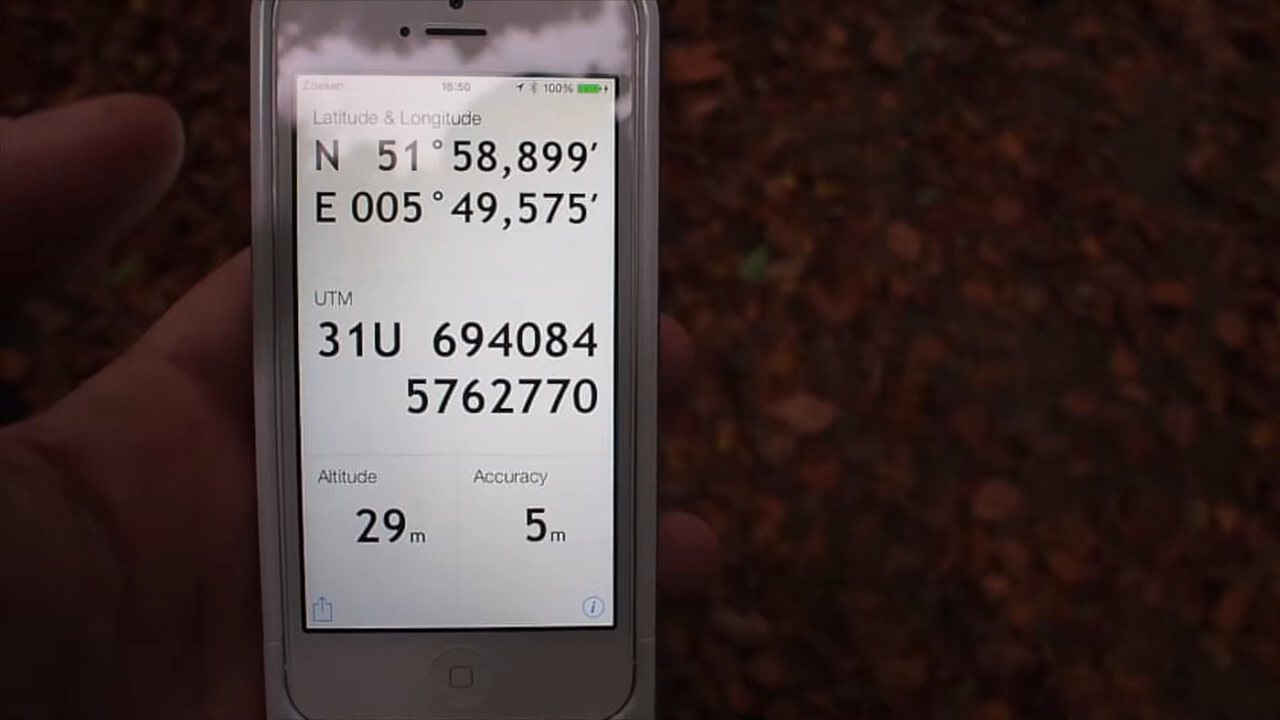 Zoeken... 16:50 100%
Latitude & Longitude
N 51°58,899′
E 005°49,575′
UTM
31U 694084
5762770
Altitude Accuracy
29m 5m